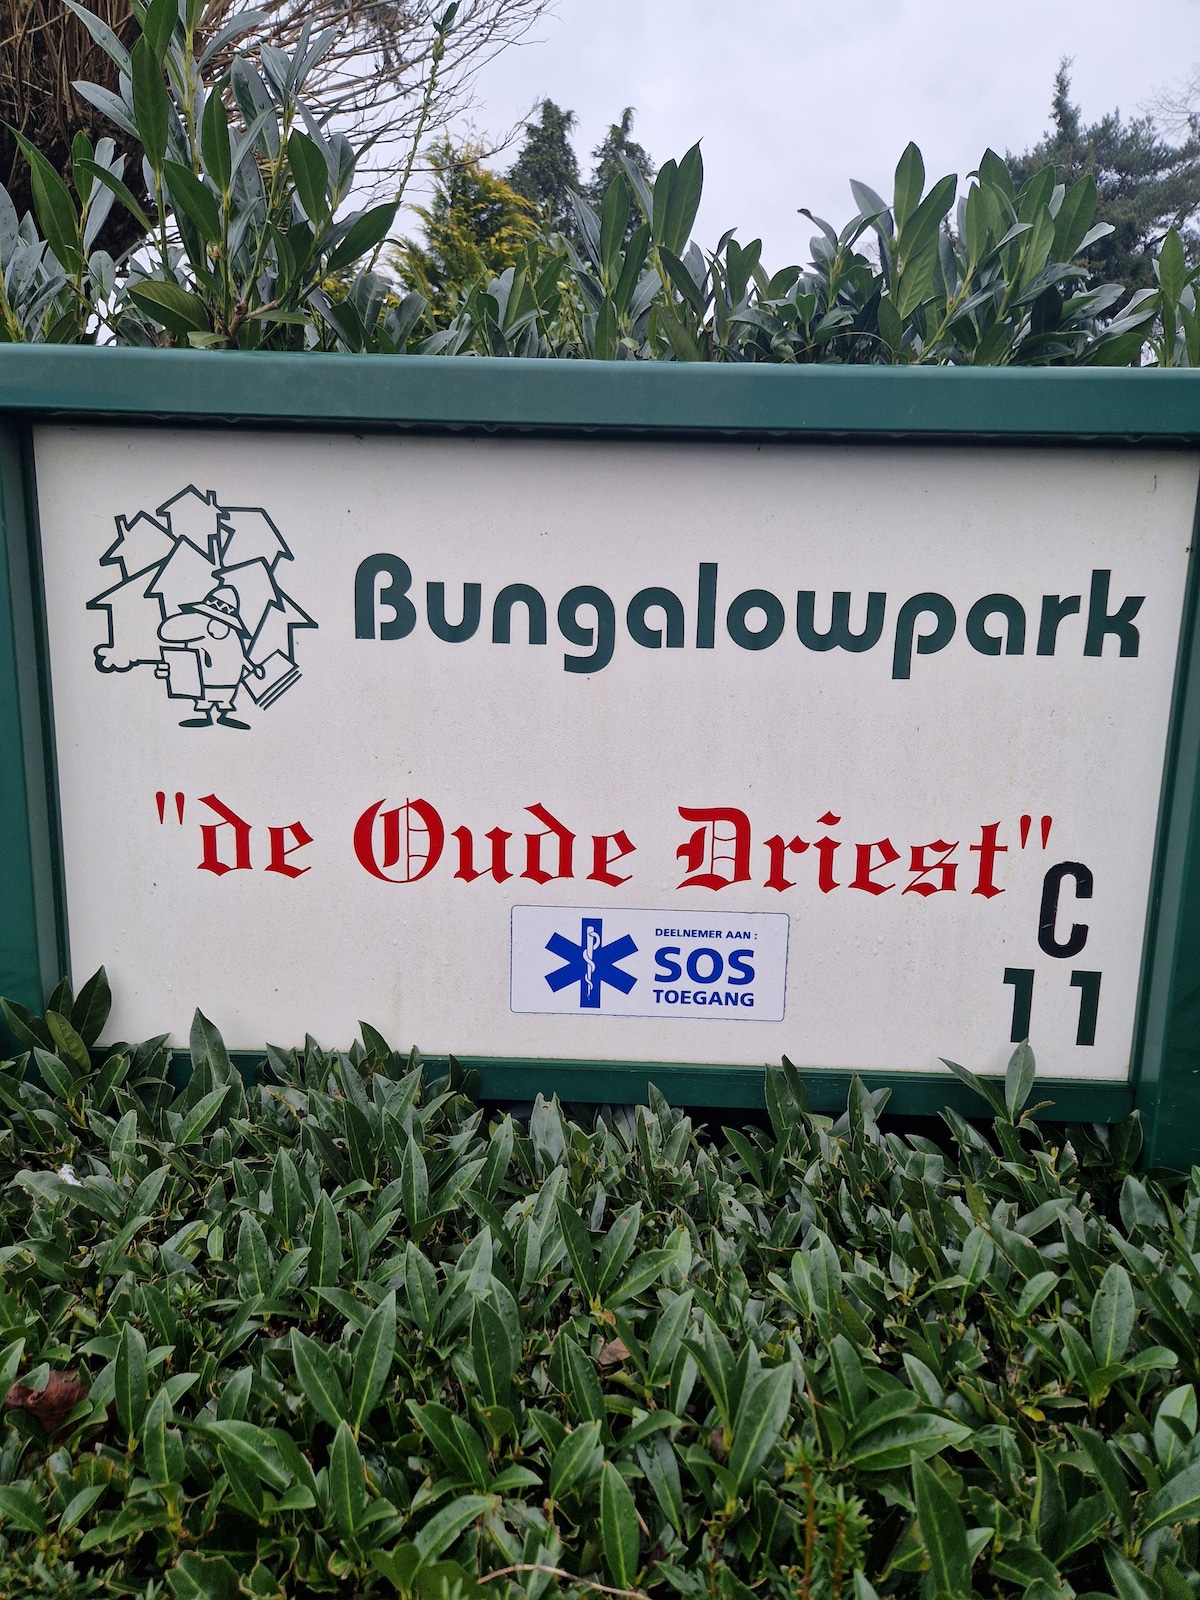 Bungalowpark
"de Oude Driest"
C
11
DEELNEMER AAN :
SOS
TOEGANG